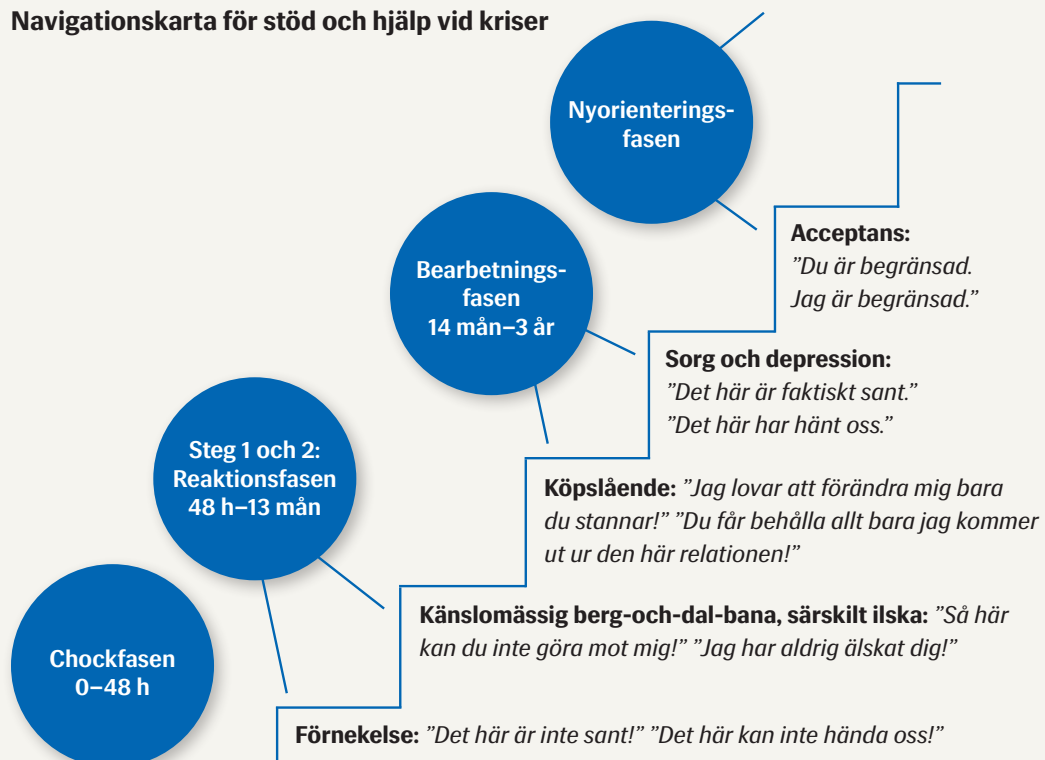 Navigationskarta för stöd och hjälp vid kriser
Nyorienterings-
fasen
Acceptans:
”Du är begränsad.
Jag är begränsad.”
Bearbetnings-
fasen
14 mån–3 år
Sorg och depression:
”Det här är faktiskt sant.”
”Det här har hänt oss.”
Steg 1 och 2:
Reaktionsfasen
48 h–13 mån
Köpslående: ”Jag lovar att förändra mig bara
du stannar!” ”Du får behålla allt bara jag kommer
ut ur den här relationen!”
Känslomässig berg-och-dal-bana, särskilt ilska: ”Så här
kan du inte göra mot mig!” ”Jag har aldrig älskat dig!”
Chockfasen
0–48 h
Förnekelse: ”Det här är inte sant!” ”Det här kan inte hända oss!”